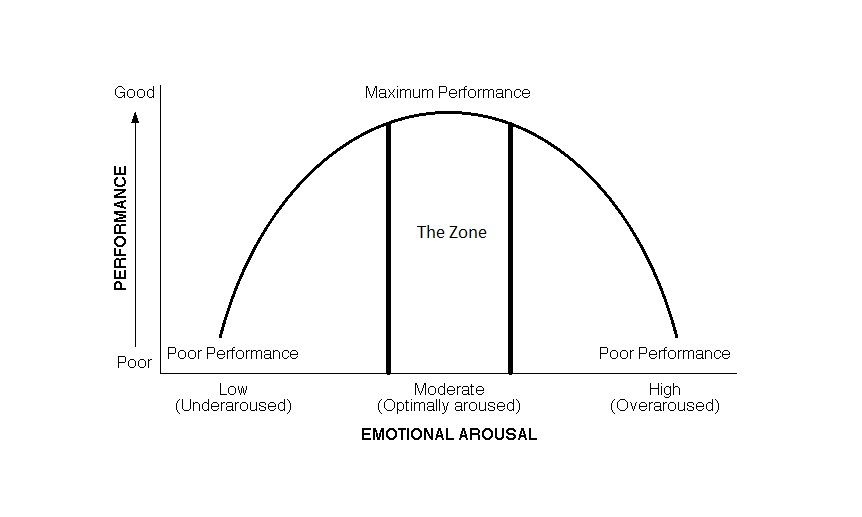 Good
Maximum Performance
PERFORMANCE
The Zone
Poor Performance
Poor Performance
Poor
Low
(Underaroused)
Moderate
(Optimally aroused)
High
(Overaroused)
EMOTIONAL AROUSAL